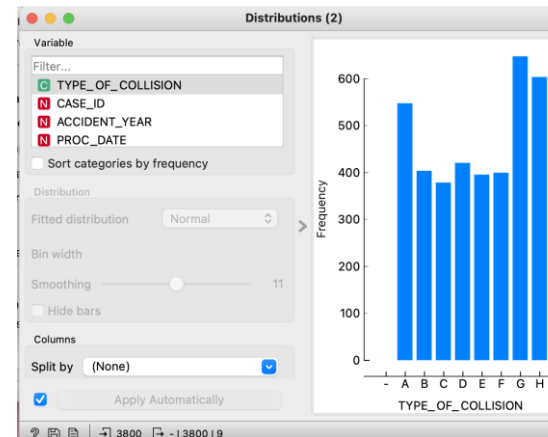 Distributions (2)
Variable
Filter...
C TYPE_OF_COLLISION
N CASE_ID
N ACCIDENT_YEAR
N PROC_DATE
Sort categories by frequency
Distribution
Fitted distribution Normal
Bin width
Smoothing 11
Hide bars
Columns
Split by (None)
Apply Automatically
? 3800 - | 3800 | 9
600
500
400
300
200
100
0
Frequency
- A B C D E F G H
TYPE_OF_COLLISION